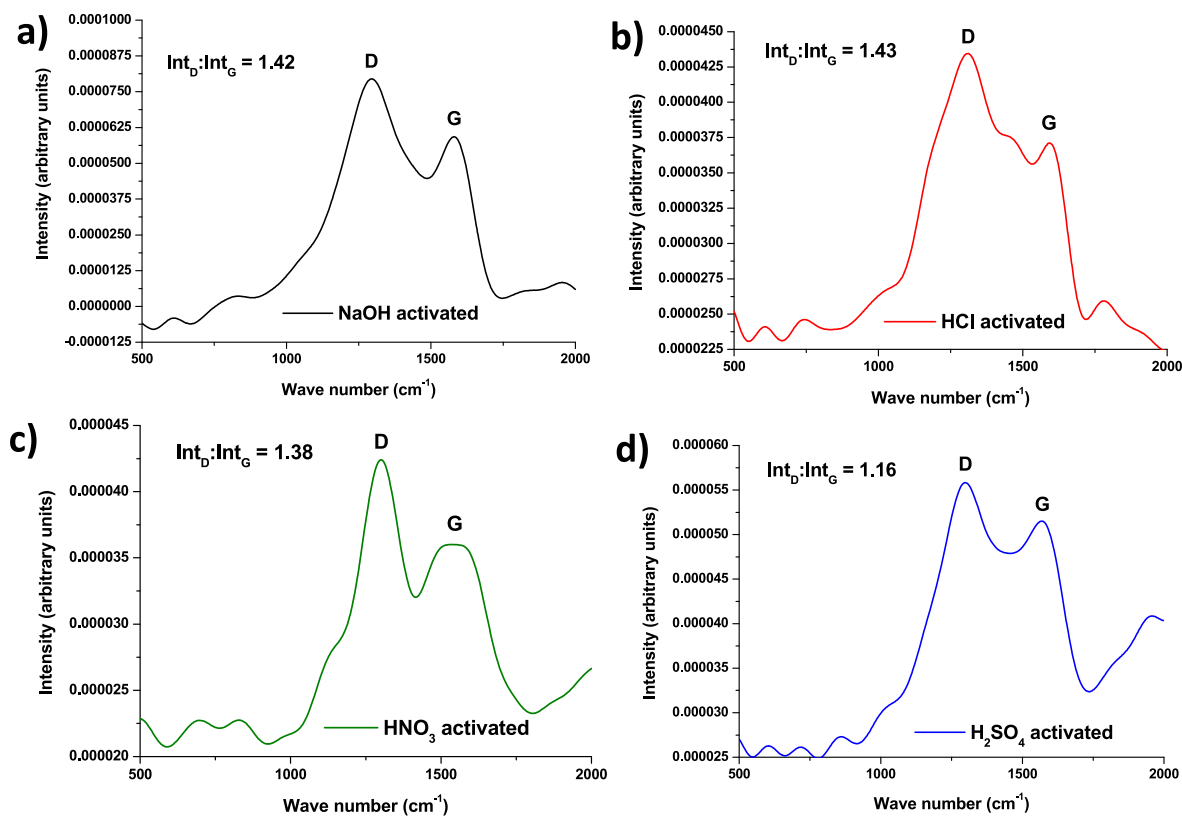 a)
Int_D:Int_G = 1.42
D
G
0.0001000
0.0000875
0.0000750
0.0000625
0.0000500
0.0000375
0.0000250
0.0000125
0.0000000
-0.0000125
Intensity (arbitrary units)
NaOH activated
500 1000 1500 2000
Wave number (cm⁻¹)
b)
Int_D:Int_G = 1.43
D
G
0.0000450
0.0000425
0.0000400
0.0000375
0.0000350
0.0000325
0.0000300
0.0000275
0.0000250
0.0000225
Intensity (arbitrary units)
HCl activated
500 1000 1500 2000
Wave number (cm⁻¹)
c)
Int_D:Int_G = 1.38
D
G
0.000045
0.000040
0.000035
0.000030
0.000025
0.000020
Intensity (arbitrary units)
HNO₃ activated
500 1000 1500 2000
Wave number (cm⁻¹)
d)
Int_D:Int_G = 1.16
D
G
0.000060
0.000055
0.000050
0.000045
0.000040
0.000035
0.000030
0.000025
Intensity (arbitrary units)
H₂SO₄ activated
500 1000 1500 2000
Wave number (cm⁻¹)